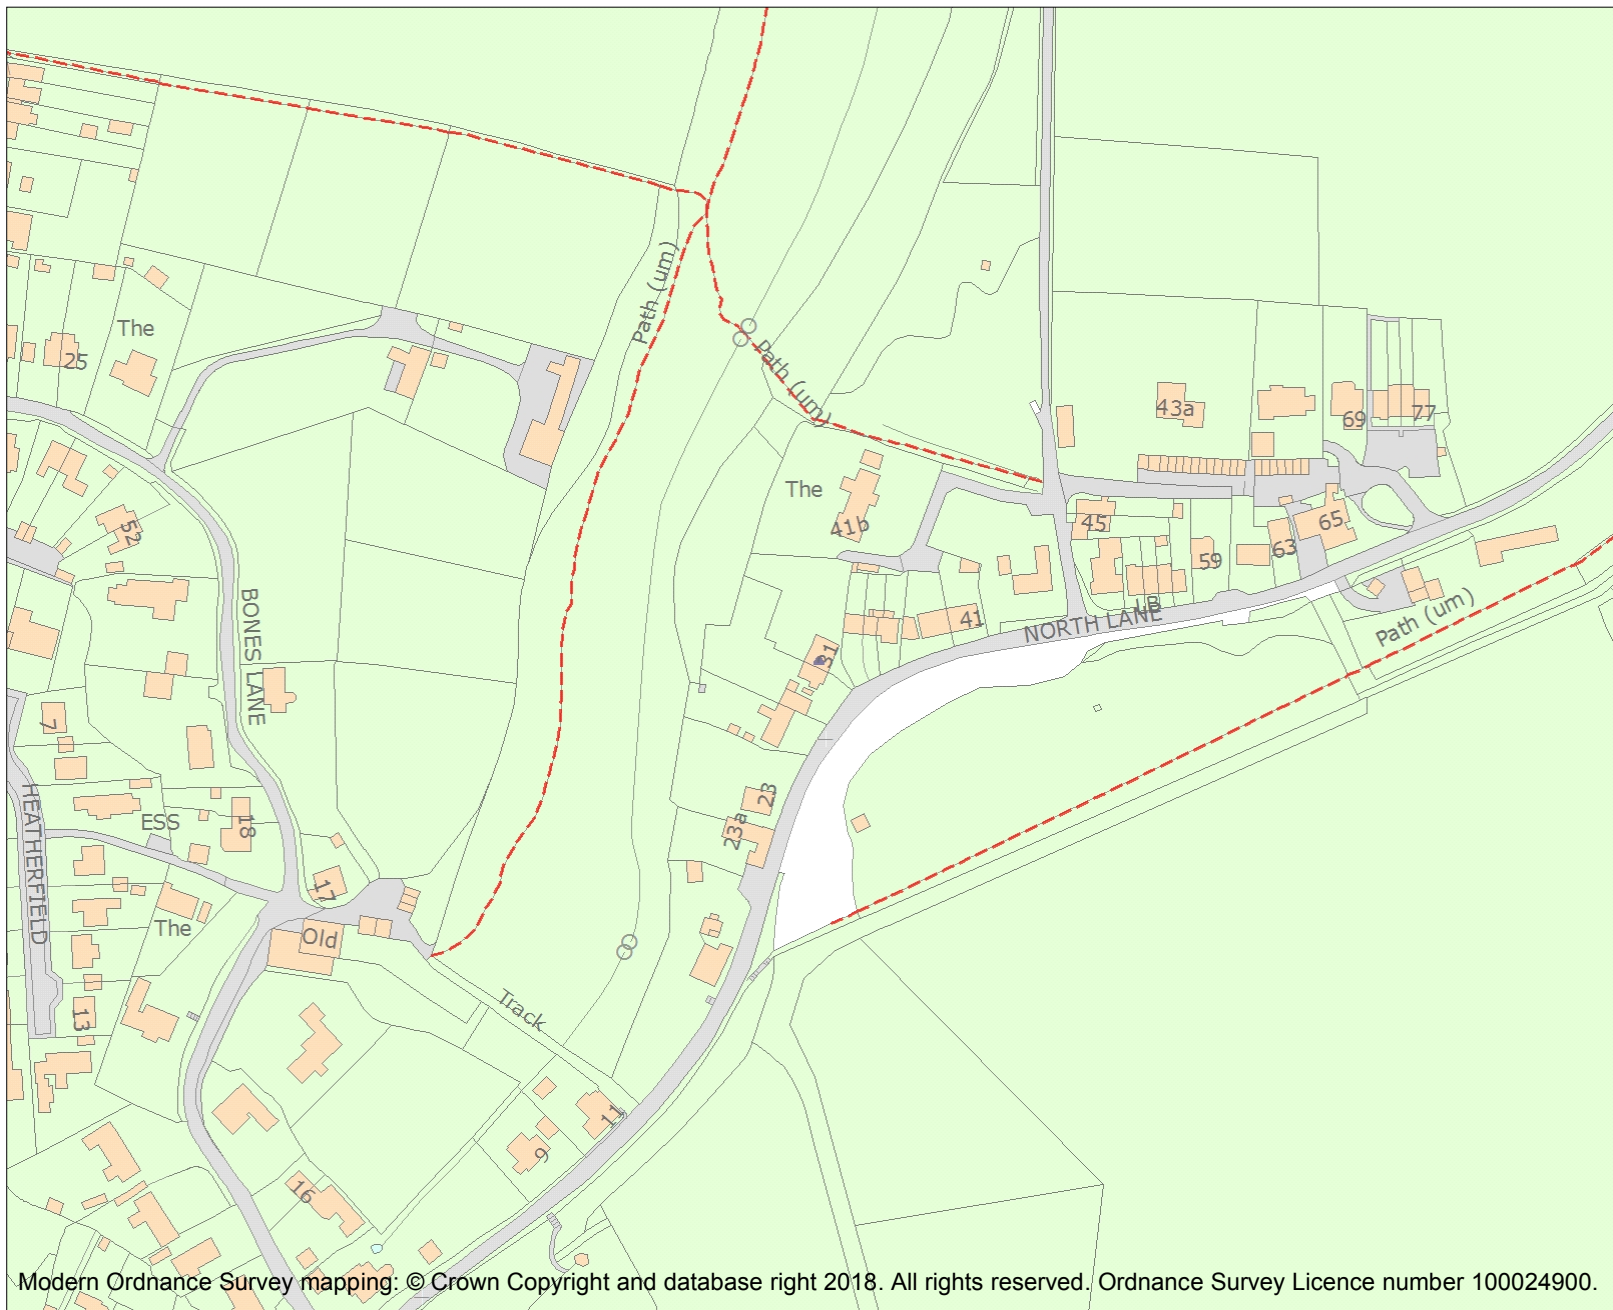 Path (um)
The
25
Path (um)
43a
69
77
The
41b
45
65
52
63
59
LB
BONES LANE
41
NORTH LANE
Path (um)
31
7
HEATHERFIELD
23
ESS
18
23a
17
The
Old
13
Track
11
9
16
Modern Ordnance Survey mapping: © Crown Copyright and database right 2018. All rights reserved. Ordnance Survey Licence number 100024900.